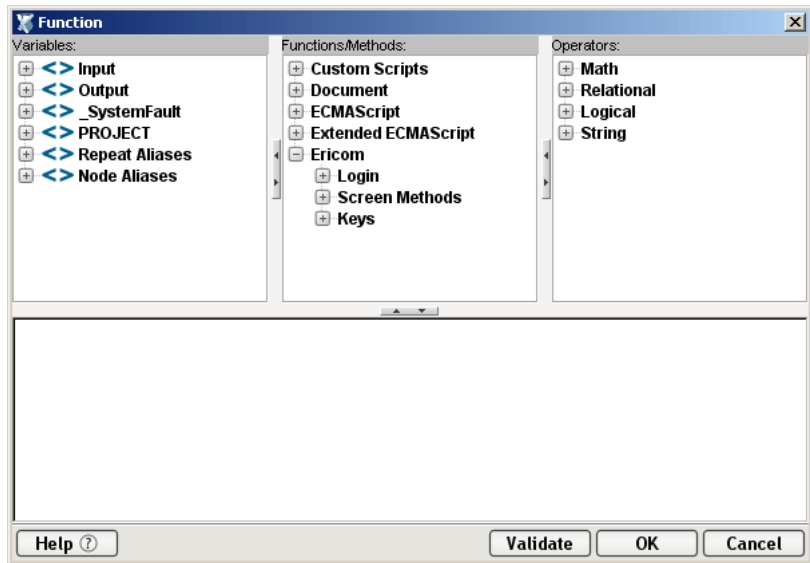 Function
Variables:
<> Input
<> Output
<> _SystemFault
<> PROJECT
<> Repeat Aliases
<> Node Aliases
Functions/Methods:
Custom Scripts
Document
ECMAScript
Extended ECMAScript
Ericom
Login
Screen Methods
Keys
Operators:
Math
Relational
Logical
String
Help ?
Validate
OK
Cancel